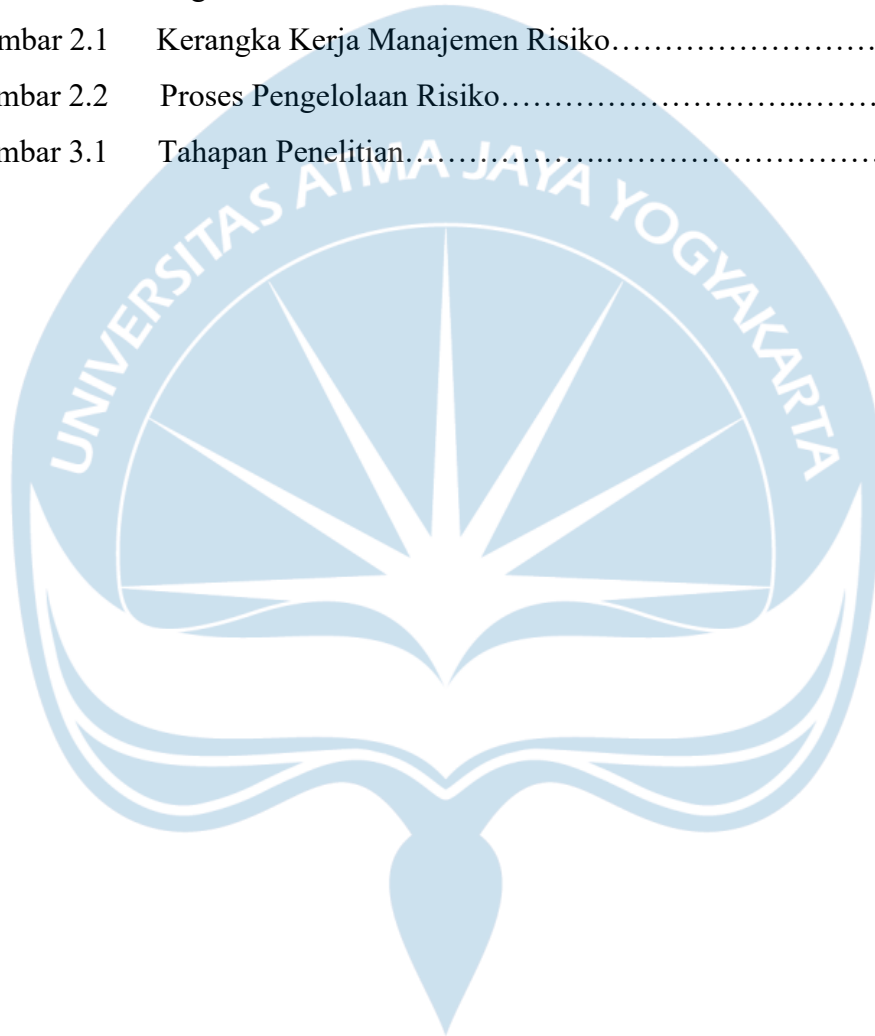 mbar 2.1 Kerangka Kerja Manajemen Risiko
mbar 2.2 Proses Pengelolaan Risiko
mbar 3.1 Tahapan Penelitian
UNIVERSITAS ATMA JAYA YOGYAKARTA